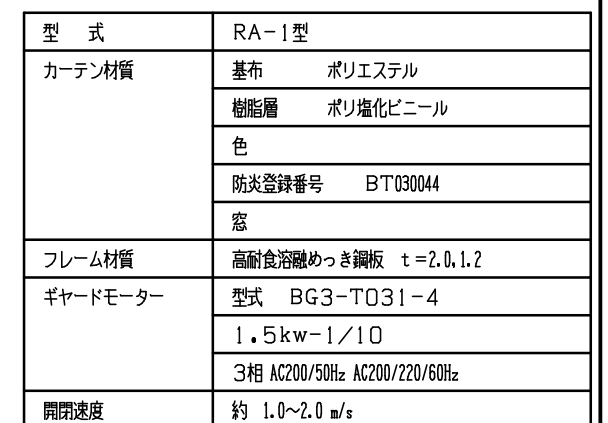 型 式 RA-1型
カーテン材質 基布 ポリエステル
樹脂層 ポリ塩化ビニール
色
防炎登録番号 BT030044
窓
フレーム材質 高耐食溶融めっき鋼板 t=2.0,1.2
ギヤードモーター 型式 BG3-T031-4
1.5kw-1/10
3相 AC200/50Hz AC200/220/60Hz
開閉速度 約 1.0~2.0 m/s